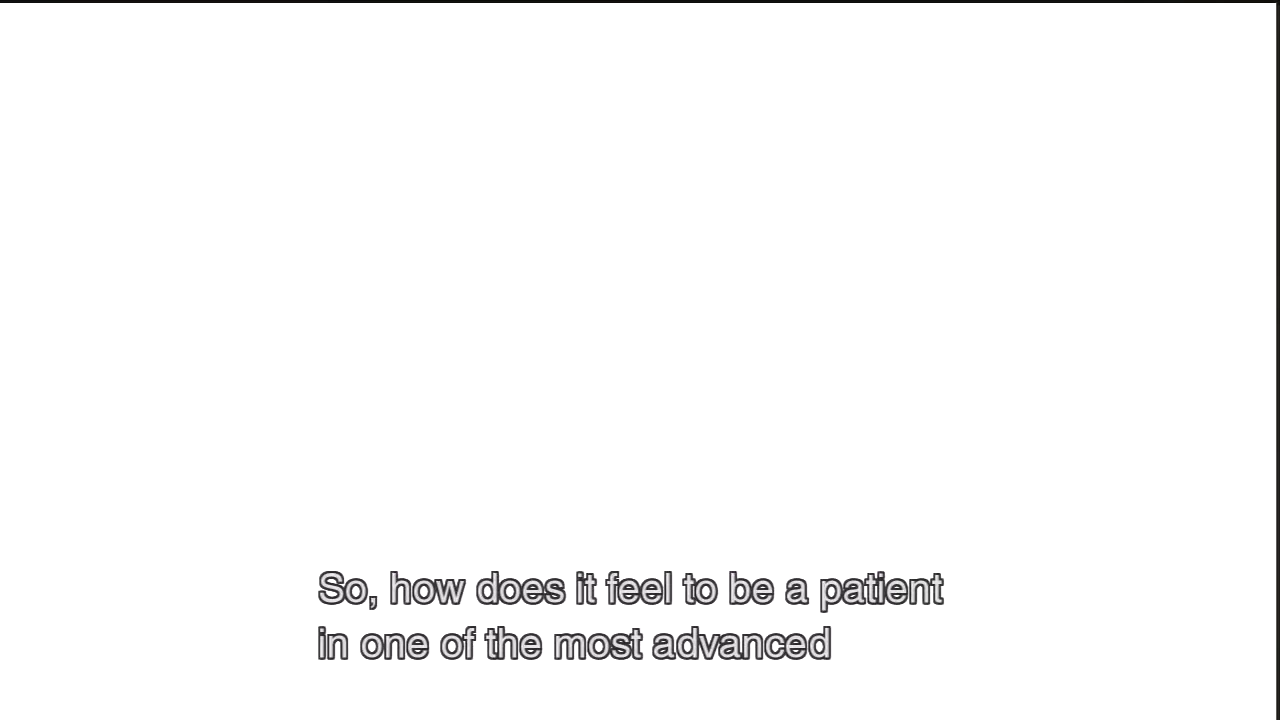 So, how does it feel to be a patient
in one of the most advanced